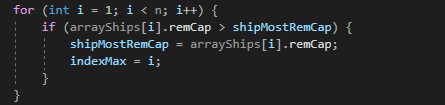 for (int i = 1; i < n; i++) {
    if (arrayShips[i].remCap > shipMostRemCap) {
        shipMostRemCap = arrayShips[i].remCap;
        indexMax = i;
    }
}